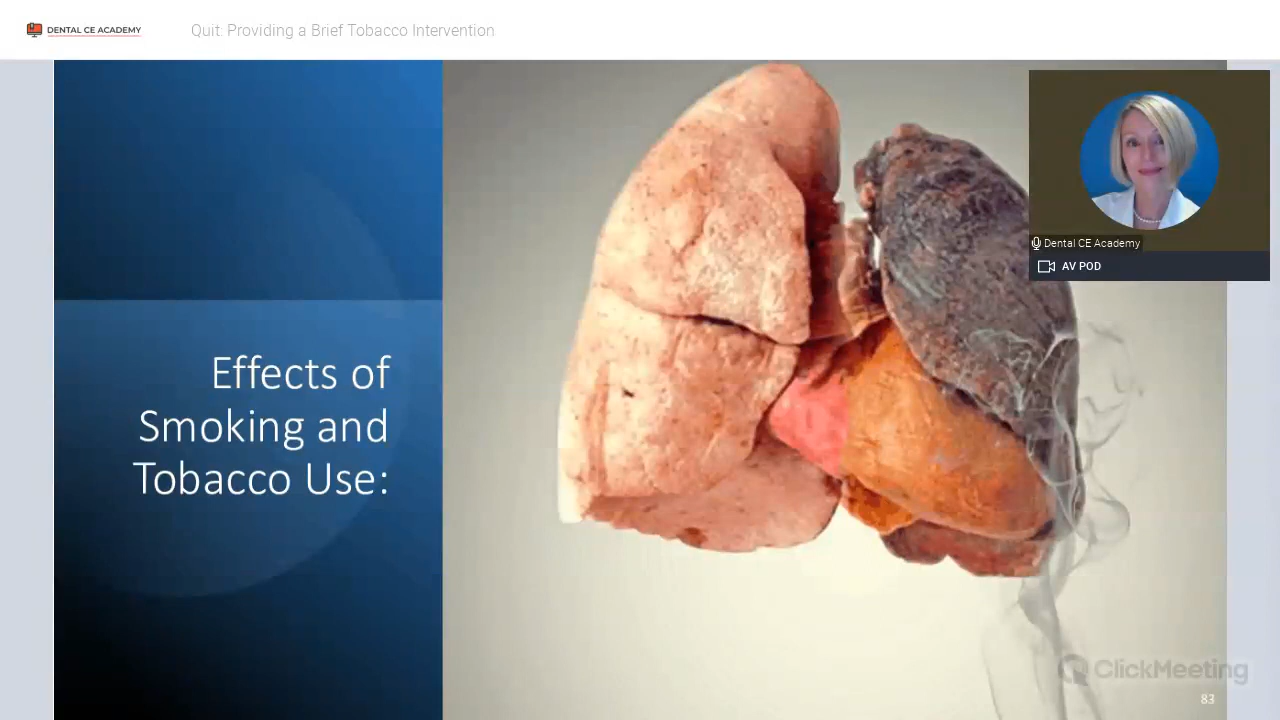 DENTAL CE ACADEMY
Quit: Providing a Brief Tobacco Intervention
Dental CE Academy
AV POD
Effects of
Smoking and
Tobacco Use:
ClickMeeting
83